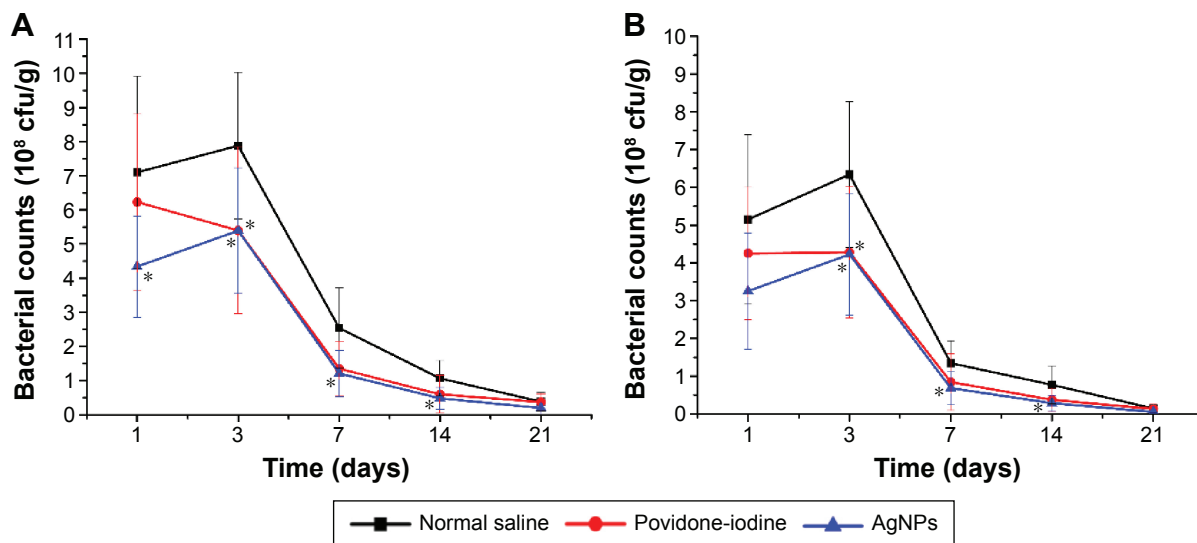 A
11
10
9
8
7
6
5
4
3
2
1
0
Bacterial counts (10⁸ cfu/g)
* * * * *
1 3 7 14 21
Time (days)
B
10
9
8
7
6
5
4
3
2
1
0
Bacterial counts (10⁸ cfu/g)
* * * *
1 3 7 14 21
Time (days)
Normal saline Povidone-iodine AgNPs